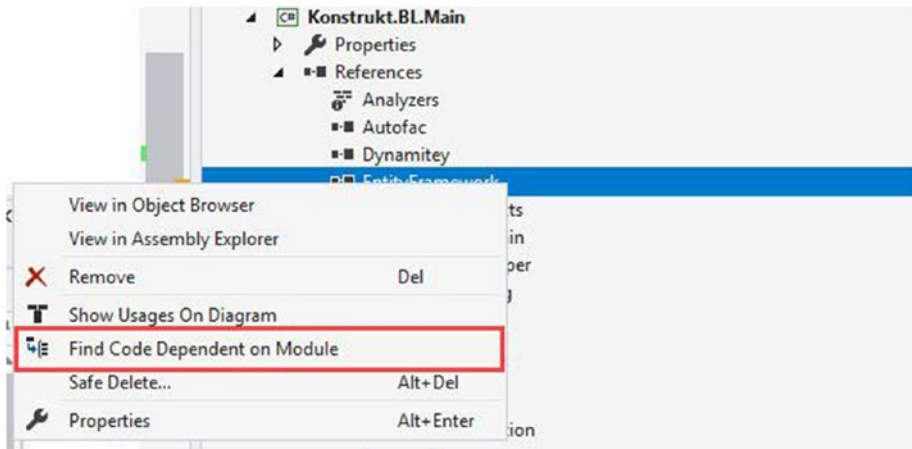 C# Konstrukt.BL.Main
Properties
References
Analyzers
Autofac
Dynamitey
EntityFramework
View in Object Browser
View in Assembly Explorer
Remove Del
Show Usages On Diagram
Find Code Dependent on Module
Safe Delete... Alt+Del
Properties Alt+Enter